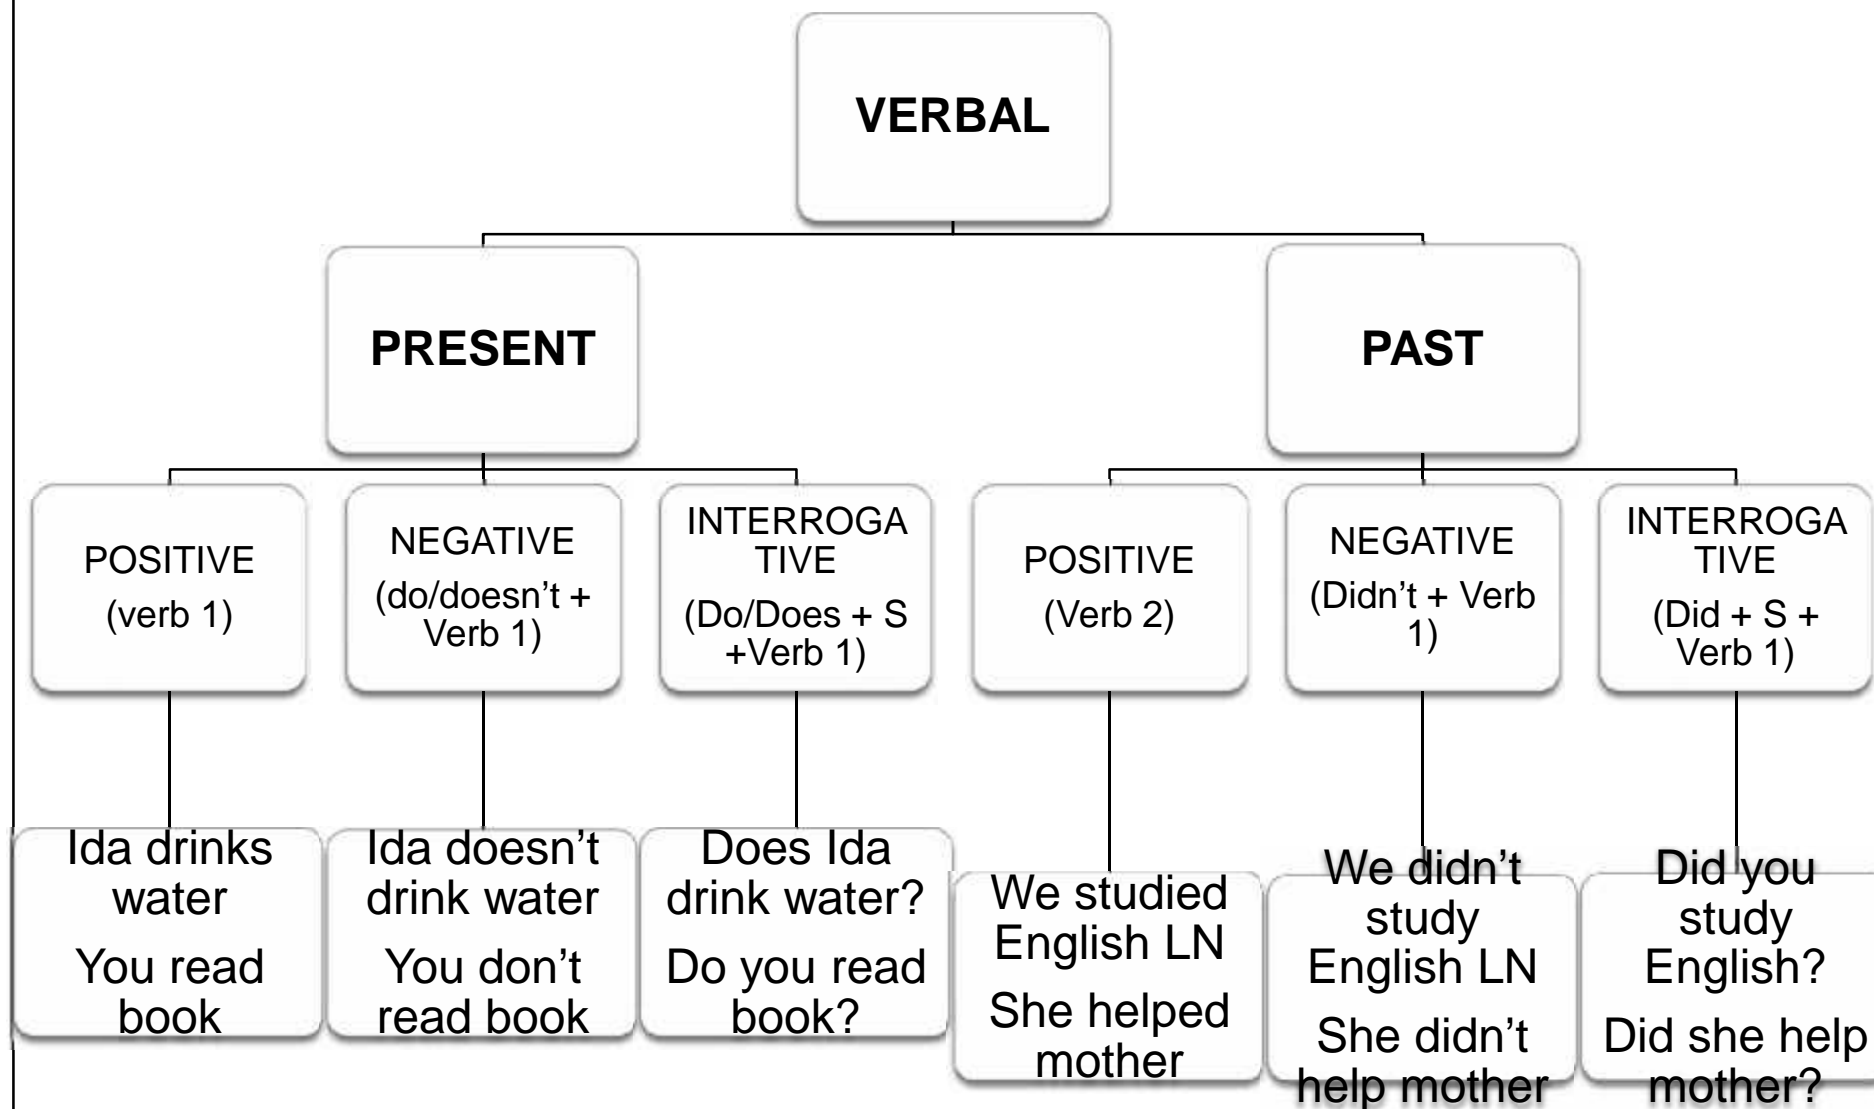 VERBAL
PRESENT
PAST
POSITIVE
(verb 1)
NEGATIVE
(do/doesn’t +
Verb 1)
INTERROGA
TIVE
(Do/Does + S
+Verb 1)
POSITIVE
(Verb 2)
NEGATIVE
(Didn’t + Verb
1)
INTERROGA
TIVE
(Did + S +
Verb 1)
Ida drinks
water
You read
book
Ida doesn’t
drink water
You don’t
read book
Does Ida
drink water?
Do you read
book?
We studied
English LN
She helped
mother
We didn’t
study
English LN
She didn’t
help mother
Did you
study
English?
Did she help
mother?